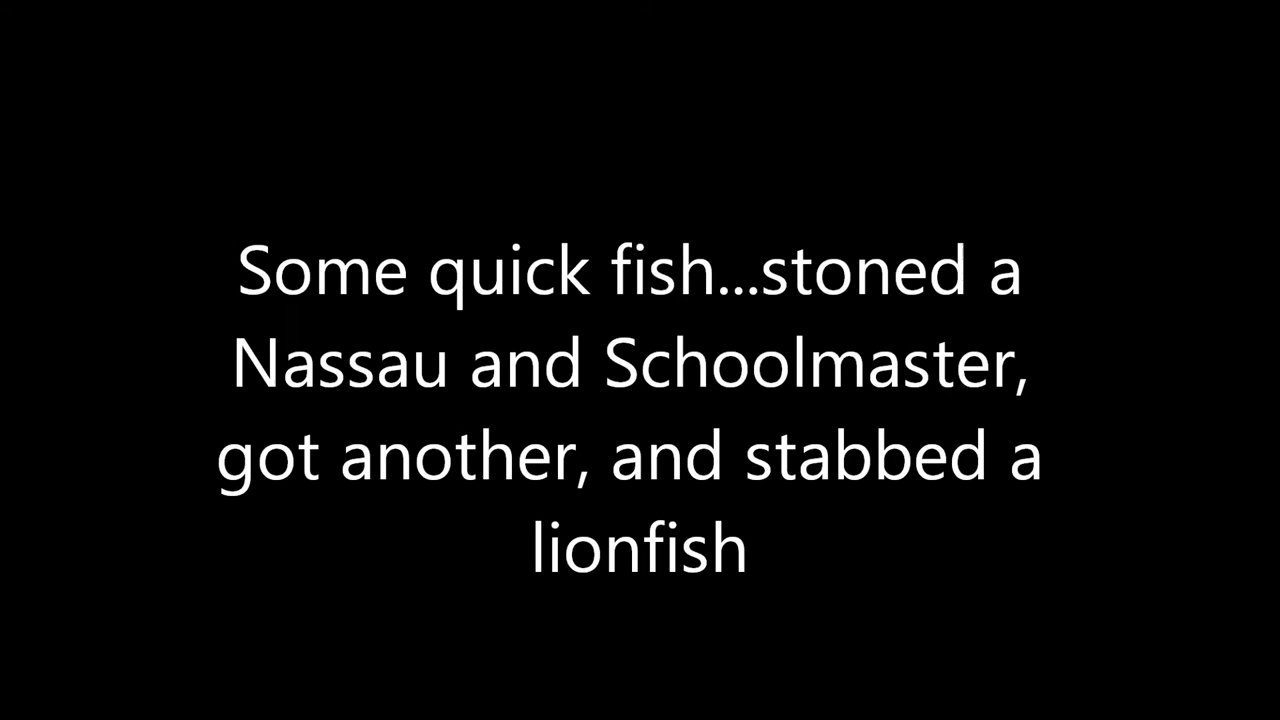 Some quick fish...stoned a
Nassau and Schoolmaster,
got another, and stabbed a
lionfish